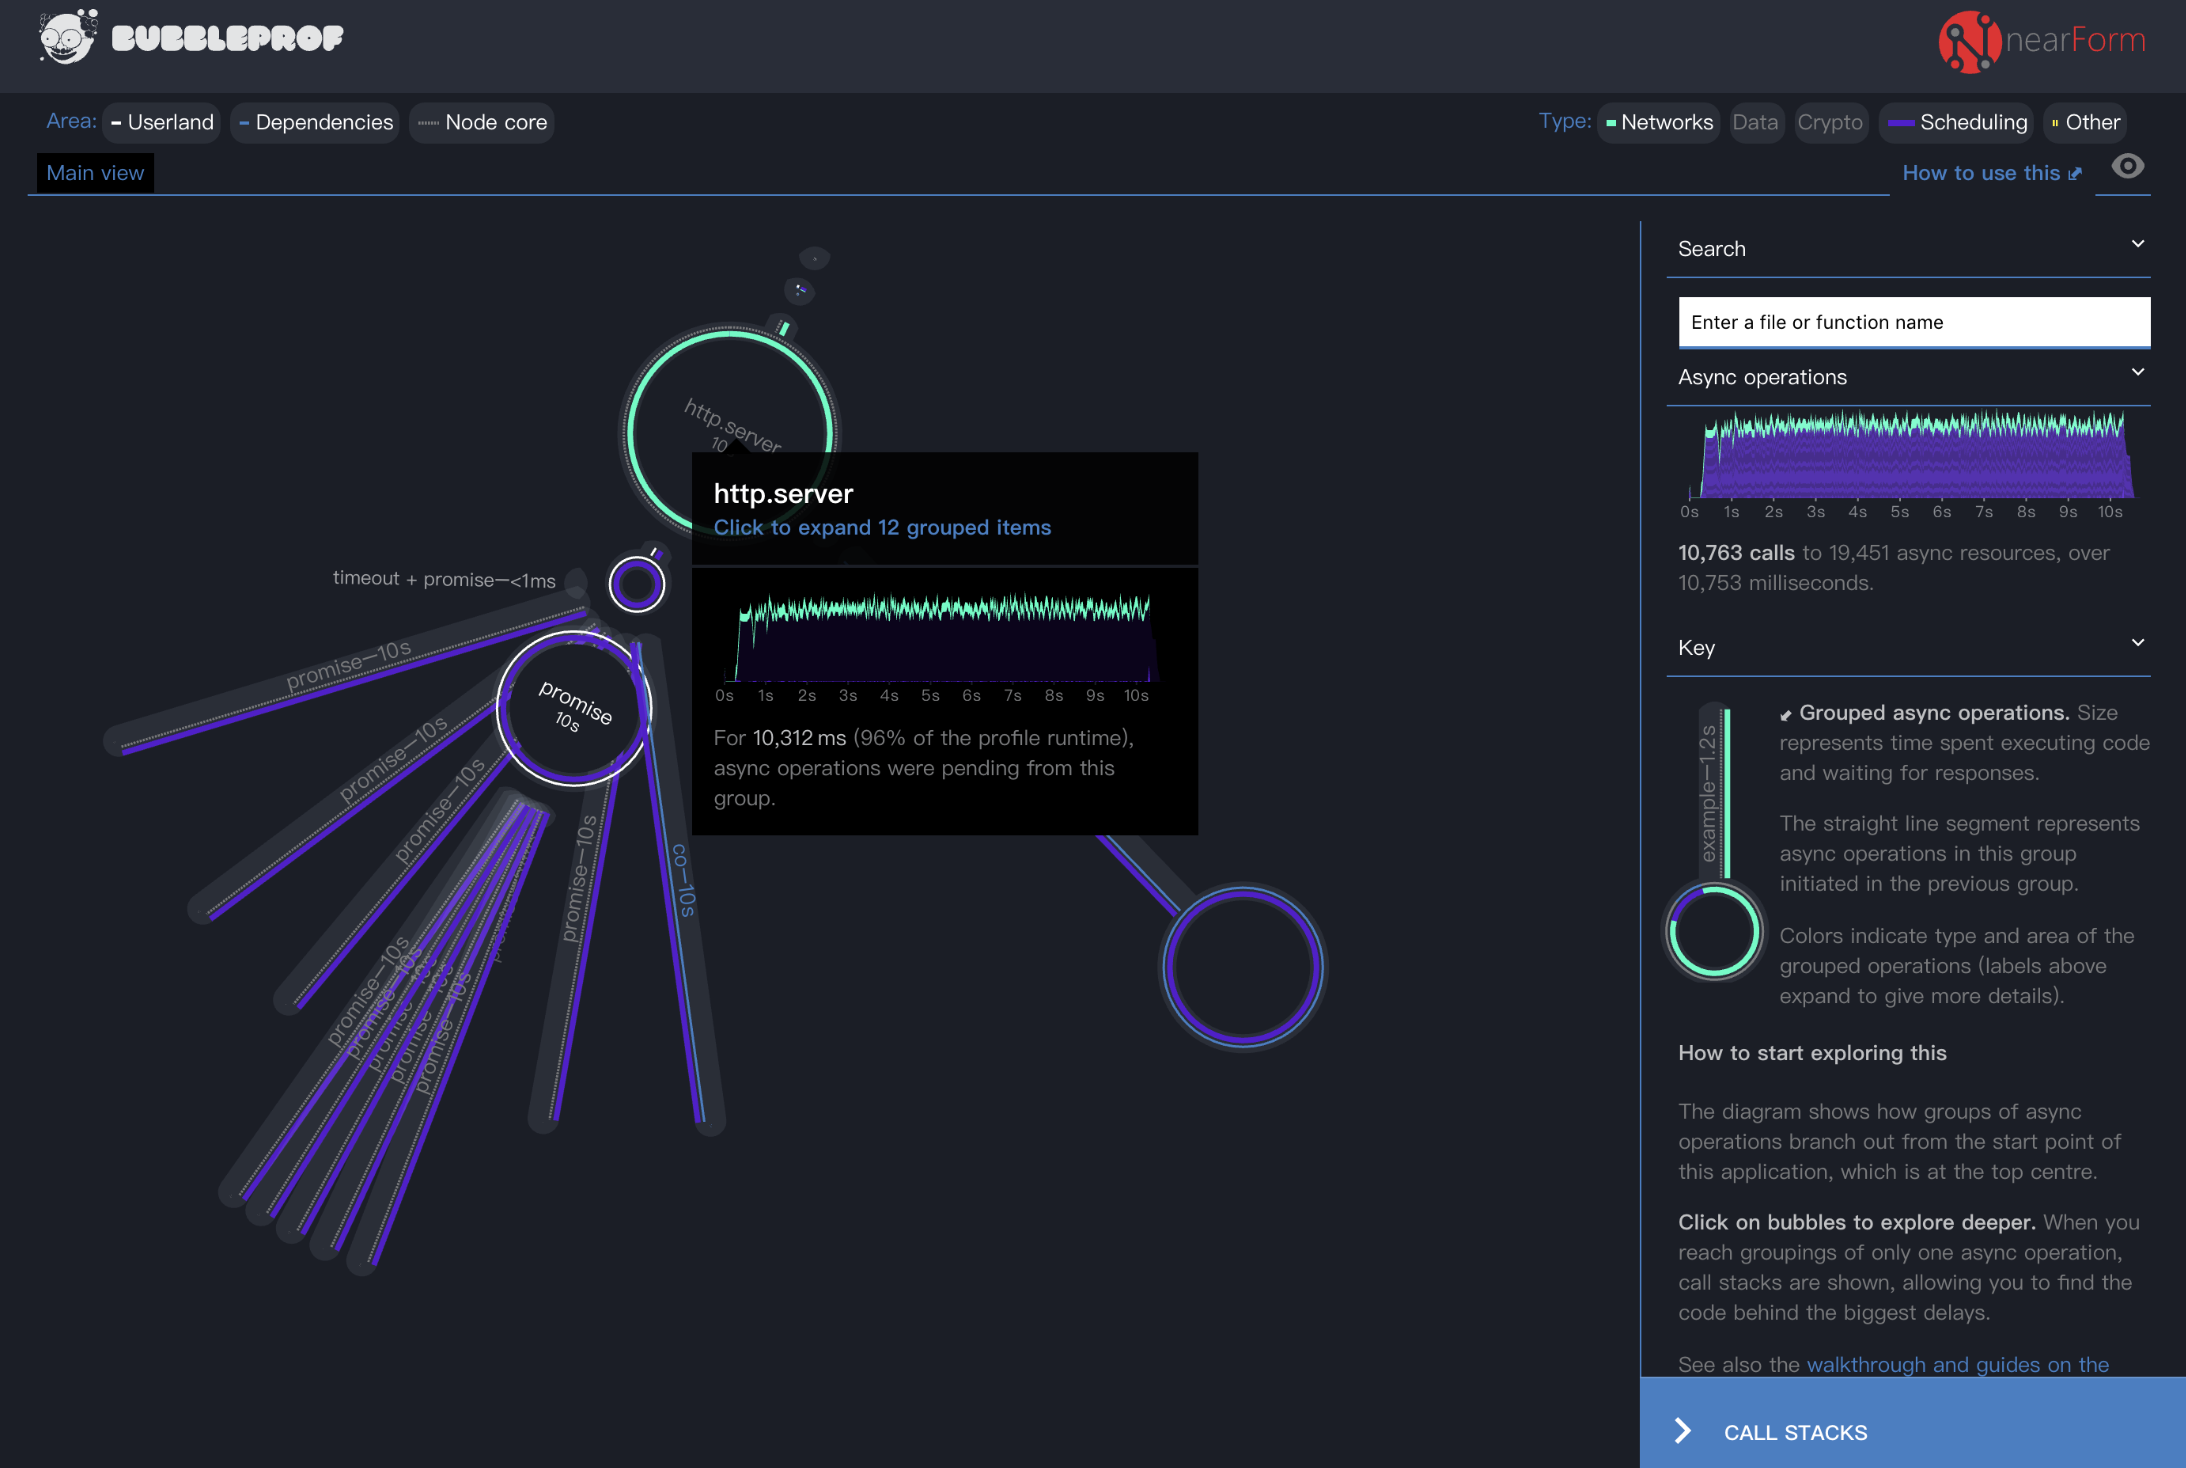 BUBBLEPROF
nearForm
Area: Userland Dependencies Node core
Type: Networks Data Crypto Scheduling Other
Main view
How to use this
http.server
10
timeout + promise—<1ms
promise—10s
promise
10s
promise—10s
promise—10s
promise—10s
promise—10s
promise—10s
promise—10s
co—10s
http.server
Click to expand 12 grouped items
0s 1s 2s 3s 4s 5s 6s 7s 8s 9s 10s
For 10,312 ms (96% of the profile runtime),
async operations were pending from this
group.
Search
Enter a file or function name
Async operations
0s 1s 2s 3s 4s 5s 6s 7s 8s 9s 10s
10,763 calls to 19,451 async resources, over
10,753 milliseconds.
Key
example—1.2s
Grouped async operations. Size
represents time spent executing code
and waiting for responses.
The straight line segment represents
async operations in this group
initiated in the previous group.
Colors indicate type and area of the
grouped operations (labels above
expand to give more details).
How to start exploring this
The diagram shows how groups of async
operations branch out from the start point of
this application, which is at the top centre.
Click on bubbles to explore deeper. When you
reach groupings of only one async operation,
call stacks are shown, allowing you to find the
code behind the biggest delays.
See also the walkthrough and guides on the
CALL STACKS